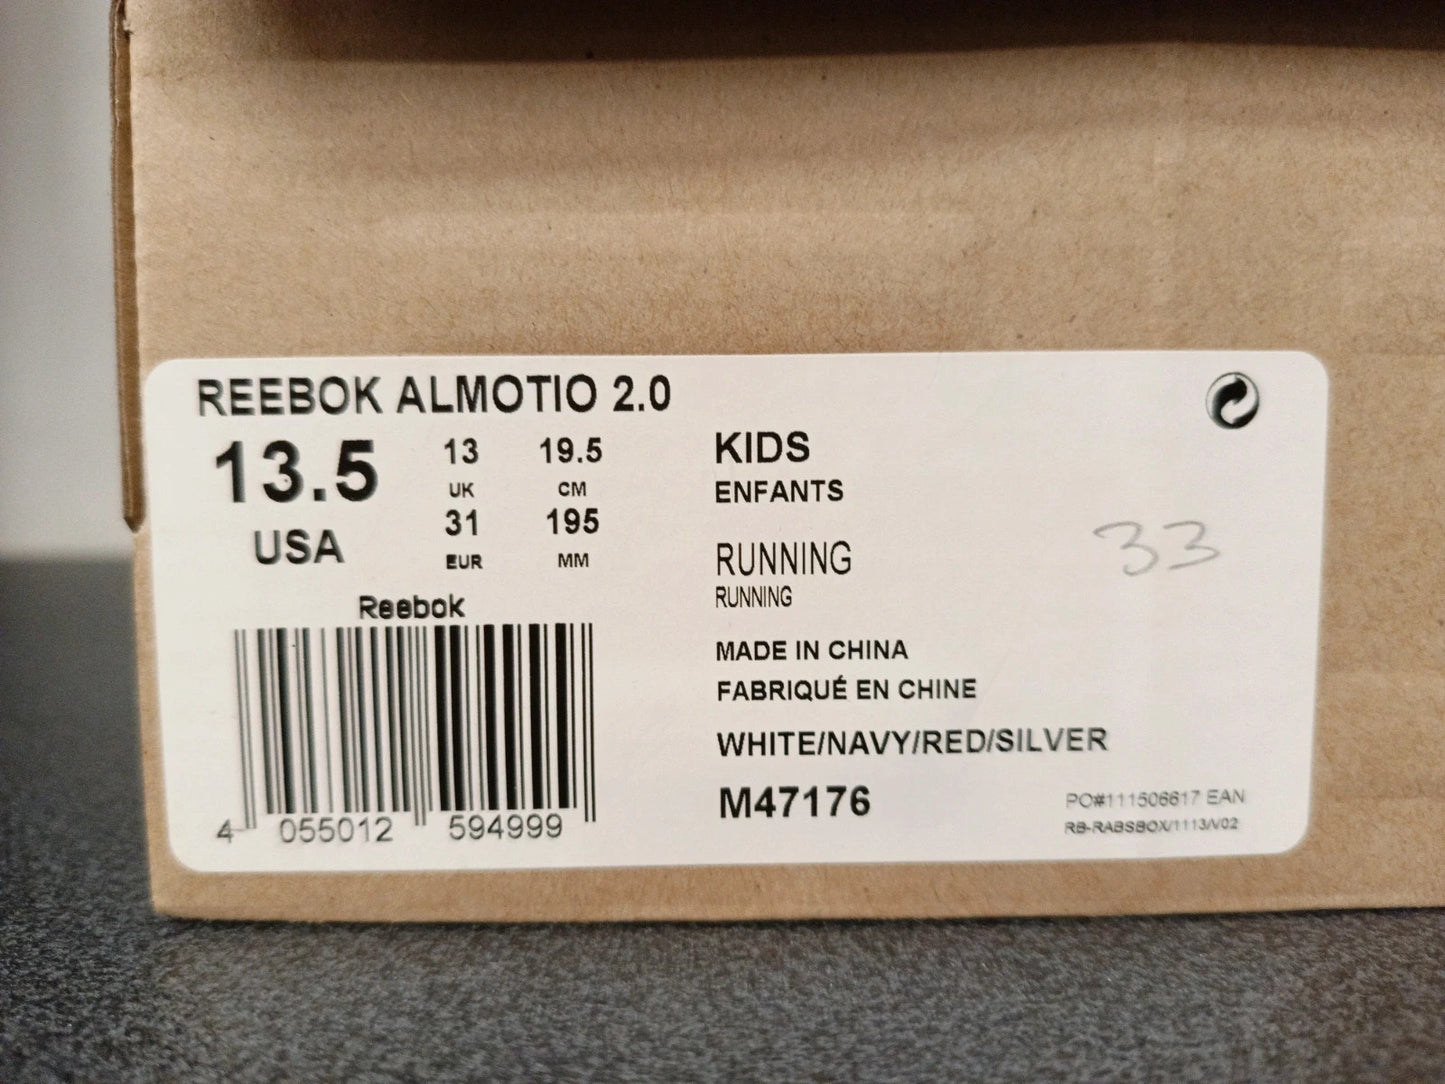 REEBOK ALMOTIO 2.0
13.5
USA
13
UK
31
EUR
19.5
CM
195
MM
Reebok
4 055012 594999
KIDS
ENFANTS
RUNNING
RUNNING
MADE IN CHINA
FABRIQUÉ EN CHINE
WHITE/NAVY/RED/SILVER
M47176
33
PO#111506617 EAN
RB-RABSBOX/1113/V02